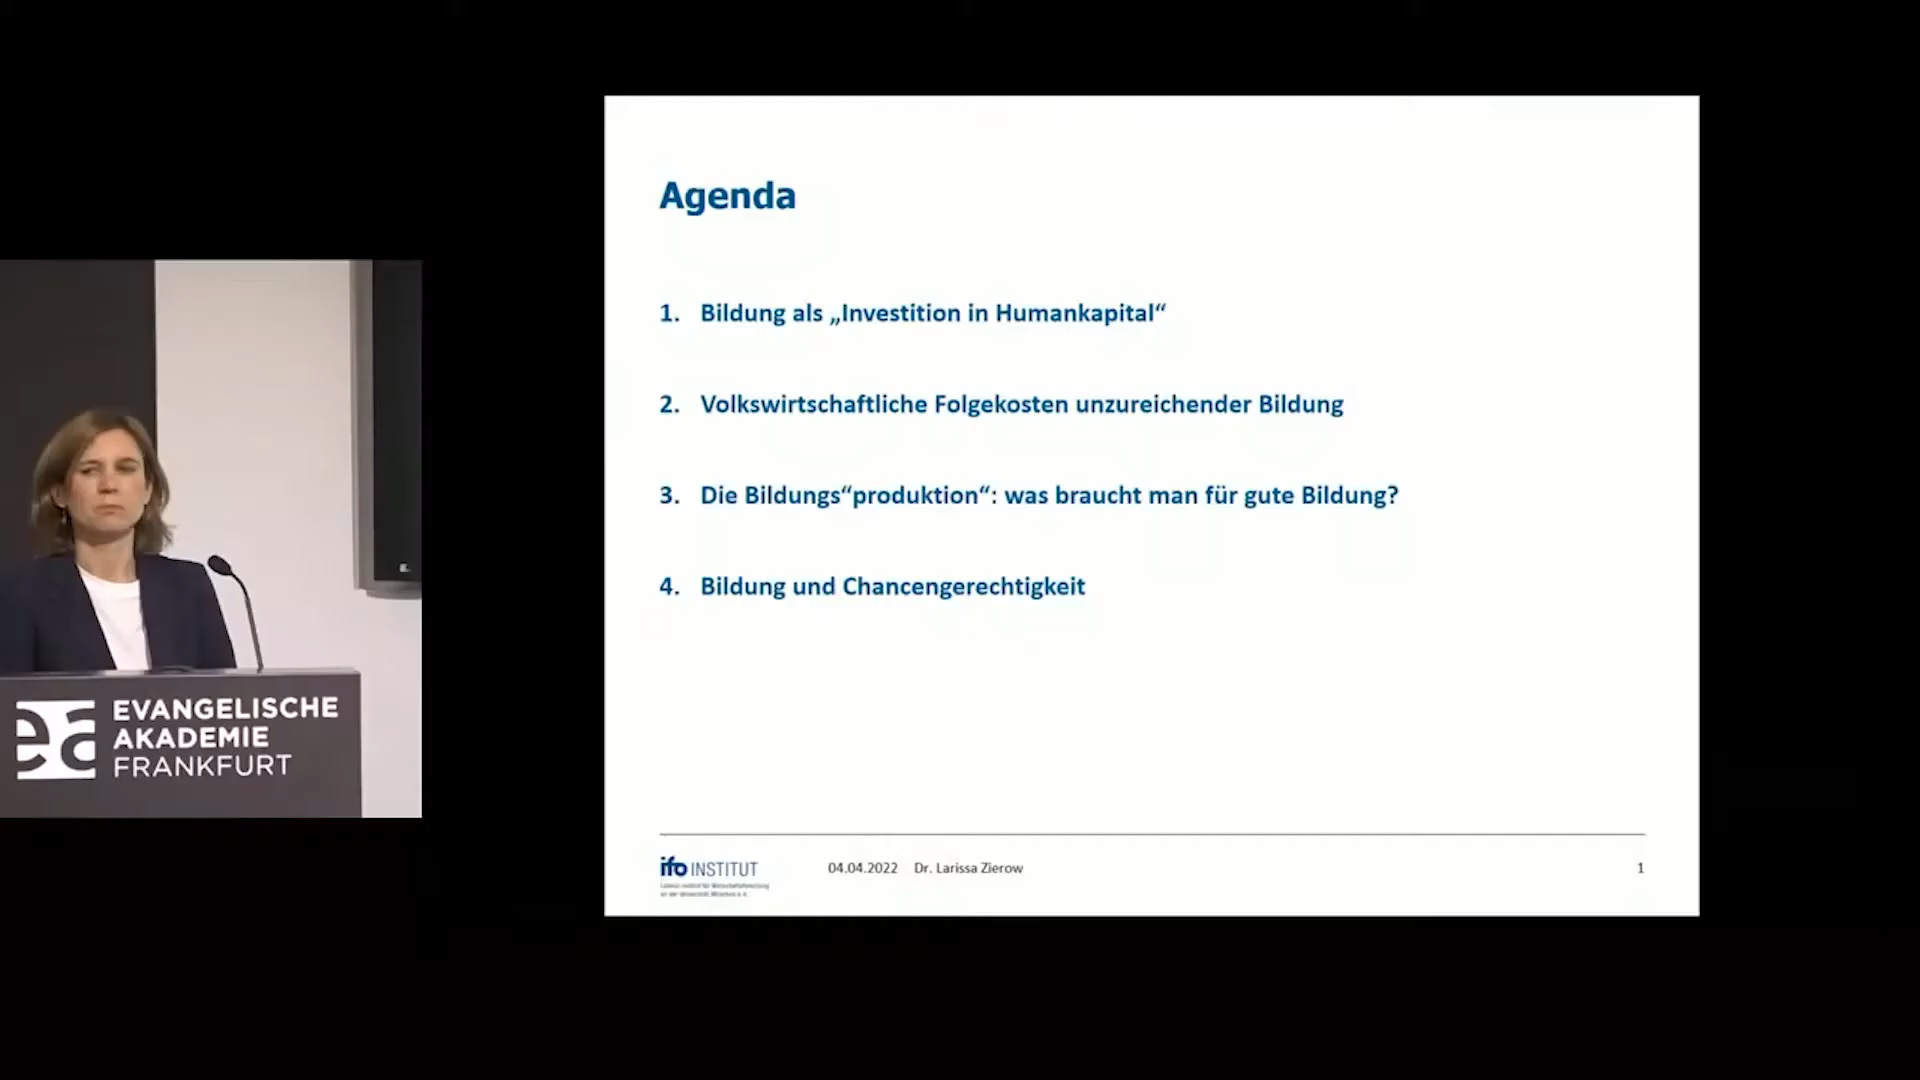 Agenda
1. Bildung als „Investition in Humankapital“
2. Volkswirtschaftliche Folgekosten unzureichender Bildung
3. Die Bildungs“produktion“: was braucht man für gute Bildung?
4. Bildung und Chancengerechtigkeit
ifo INSTITUT
04.04.2022 Dr. Larissa Zierow
1
ea
EVANGELISCHE
AKADEMIE
FRANKFURT